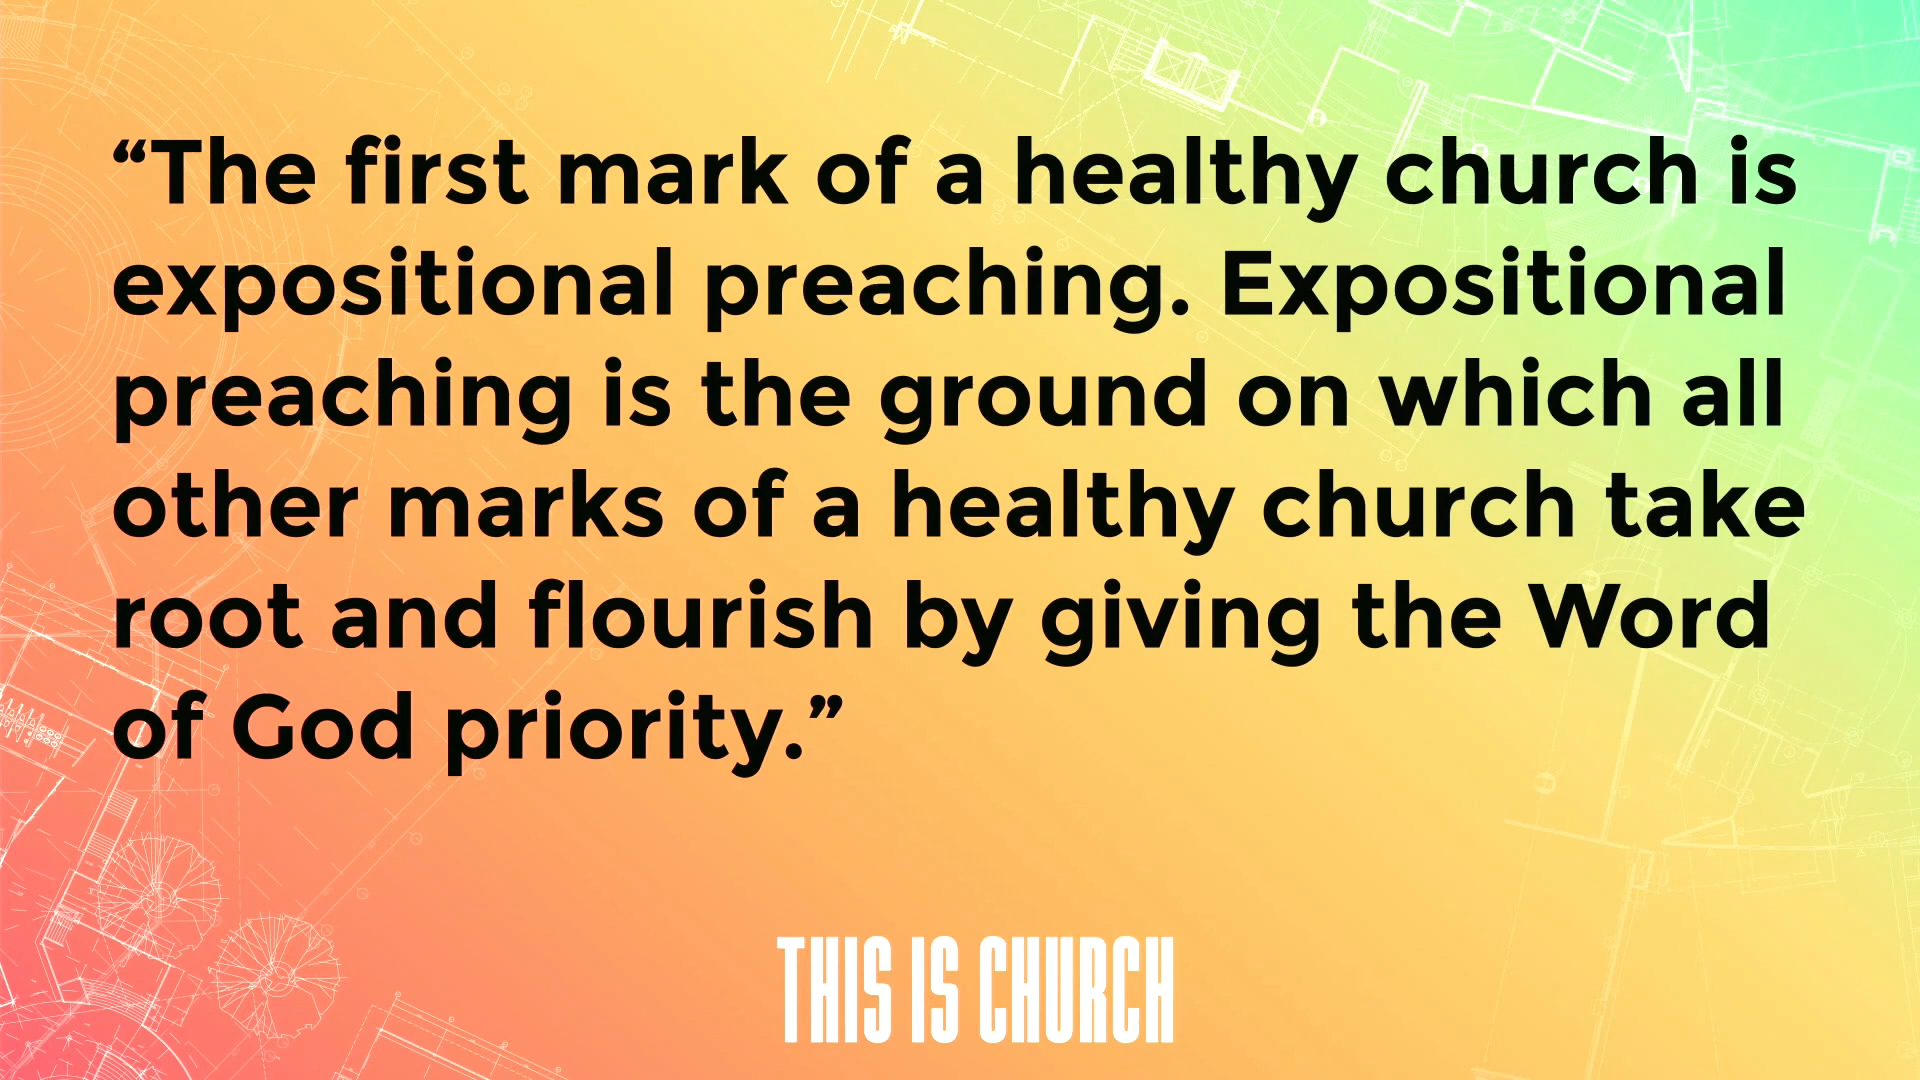 “The first mark of a healthy church is
expositional preaching. Expositional
preaching is the ground on which all
other marks of a healthy church take
root and flourish by giving the Word
of God priority.”
THIS IS CHURCH